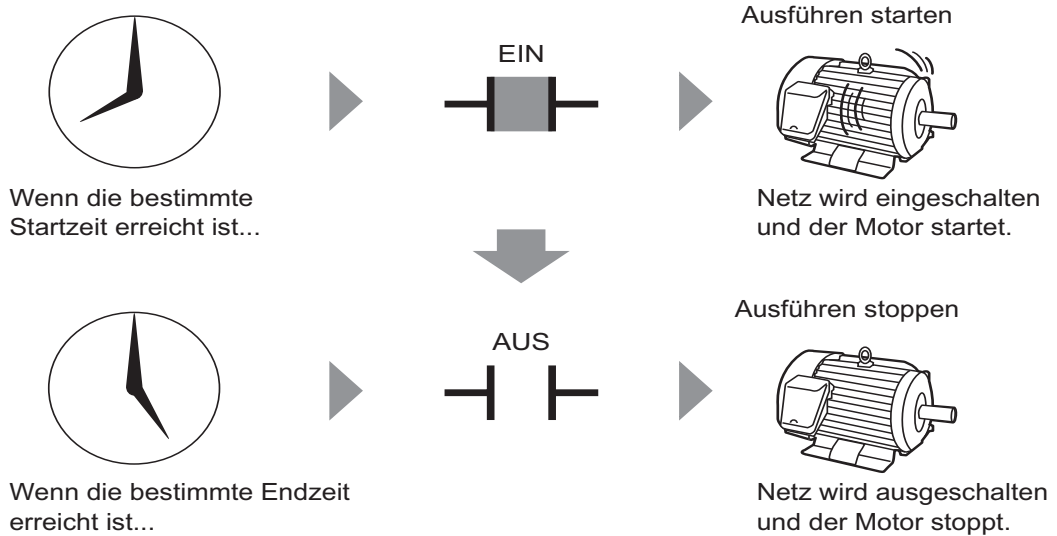 Ausführen starten
EIN
Wenn die bestimmte
Startzeit erreicht ist...
Netz wird eingeschalten
und der Motor startet.
Ausführen stoppen
AUS
Wenn die bestimmte Endzeit
erreicht ist...
Netz wird ausgeschalten
und der Motor stoppt.